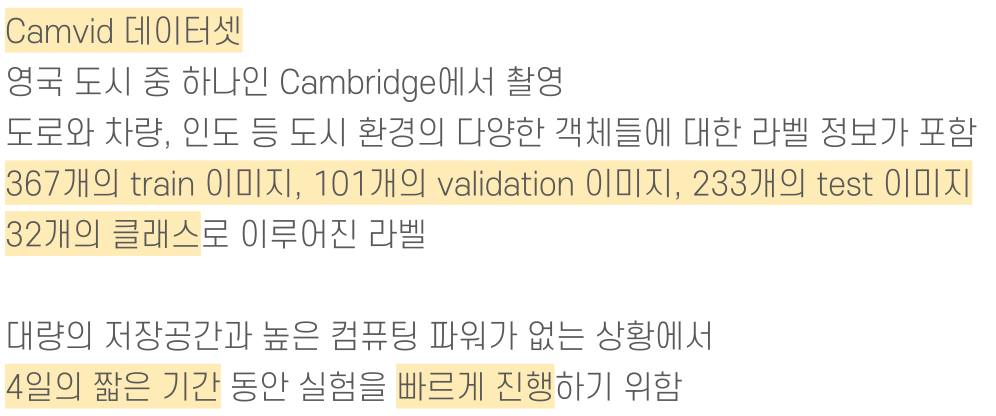 Camvid 데이터셋
영국 도시 중 하나인 Cambridge에서 촬영
도로와 차량, 인도 등 도시 환경의 다양한 객체들에 대한 라벨 정보가 포함
367개의 train 이미지, 101개의 validation 이미지, 233개의 test 이미지
32개의 클래스로 이루어진 라벨
대량의 저장공간과 높은 컴퓨팅 파워가 없는 상황에서
4일의 짧은 기간 동안 실험을 빠르게 진행하기 위함